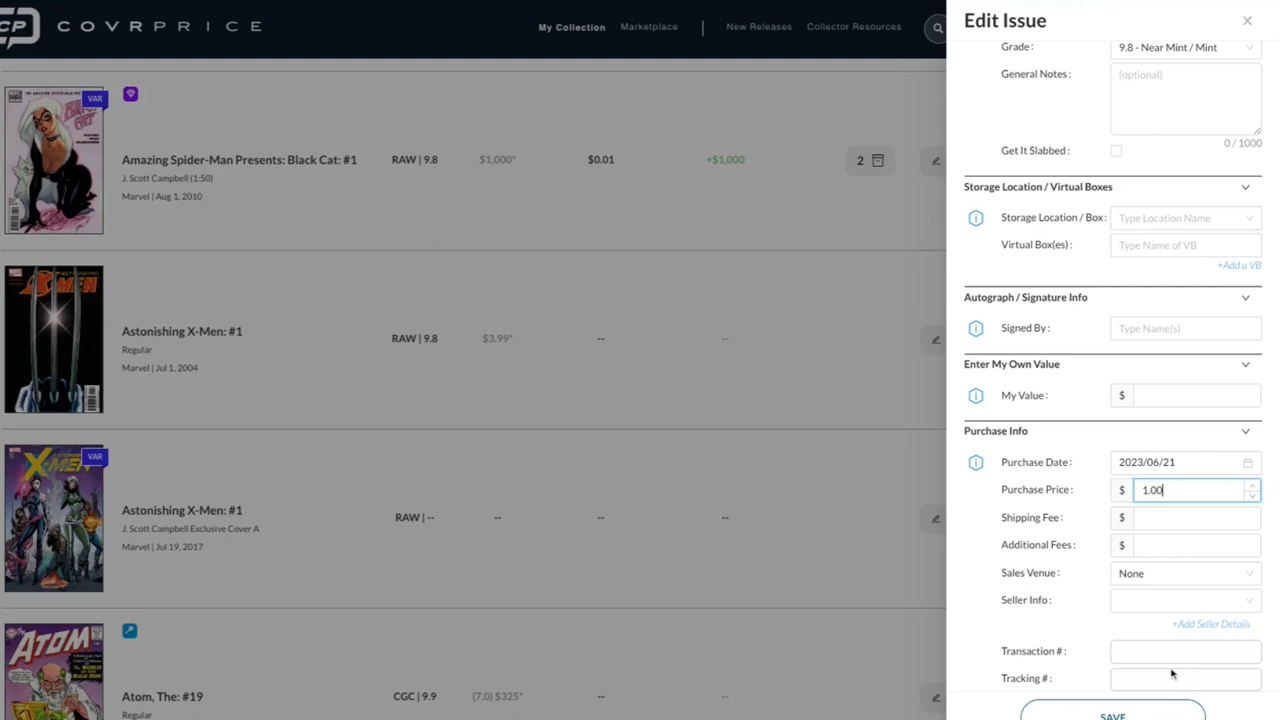 CP COVRPRICE
My Collection Marketplace | New Releases Collector Resources
VAR
Amazing Spider-Man Presents: Black Cat: #1 RAW | 9.8 $1,000* $0.01 +$1,000 2
J. Scott Campbell (1:50)
Marvel | Aug 1, 2010
X-MEN
Astonishing X-Men: #1 RAW | 9.8 $3.99* -- --
Regular
Marvel | Jul 1, 2004
VAR
X-MEN
Astonishing X-Men: #1 RAW | -- -- -- --
J. Scott Campbell Exclusive Cover A
Marvel | Jul 19, 2017
ATOM
Atom, The: #19 CGC | 9.9 (7.0) $325* -- --
Regular
Edit Issue
Grade: 9.8 - Near Mint / Mint
General Notes: (optional)
0 / 1000
Get It Slabbed:
Storage Location / Virtual Boxes
Storage Location / Box: Type Location Name
Virtual Box(es): Type Name of VB
+Add a VB
Autograph / Signature Info
Signed By: Type Name(s)
Enter My Own Value
My Value: $
Purchase Info
Purchase Date: 2023/06/21
Purchase Price: $ 1.00
Shipping Fee: $
Additional Fees: $
Sales Venue: None
Seller Info:
+Add Seller Details
Transaction #:
Tracking #:
SAVE